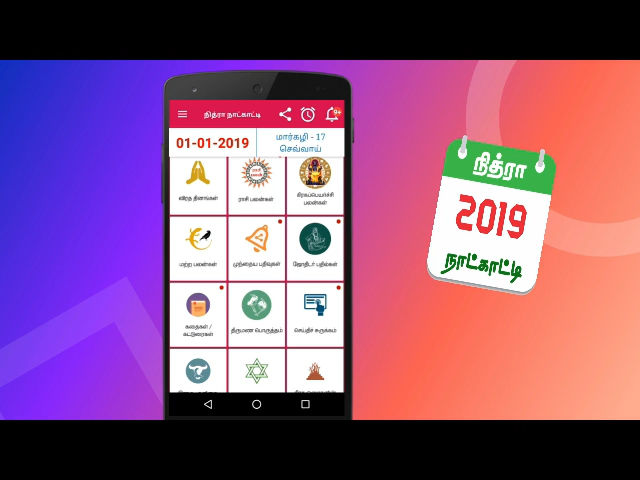 நித்ரா நாட்காட்டி
9+
01-01-2019
மார்கழி - 17
செவ்வாய்
விரத தினங்கள்
ராசி பலன்கள்
கிரகப்பெயர்ச்சி
பலன்கள்
மற்ற பலன்கள்
முந்தைய பதிவுகள்
ஜோதிடர் பதில்கள்
கதைகள் /
கட்டுரைகள்
திருமண பொருத்தம்
செய்திச் சுருக்கம்
நித்ரா
2019
நாட்காட்டி